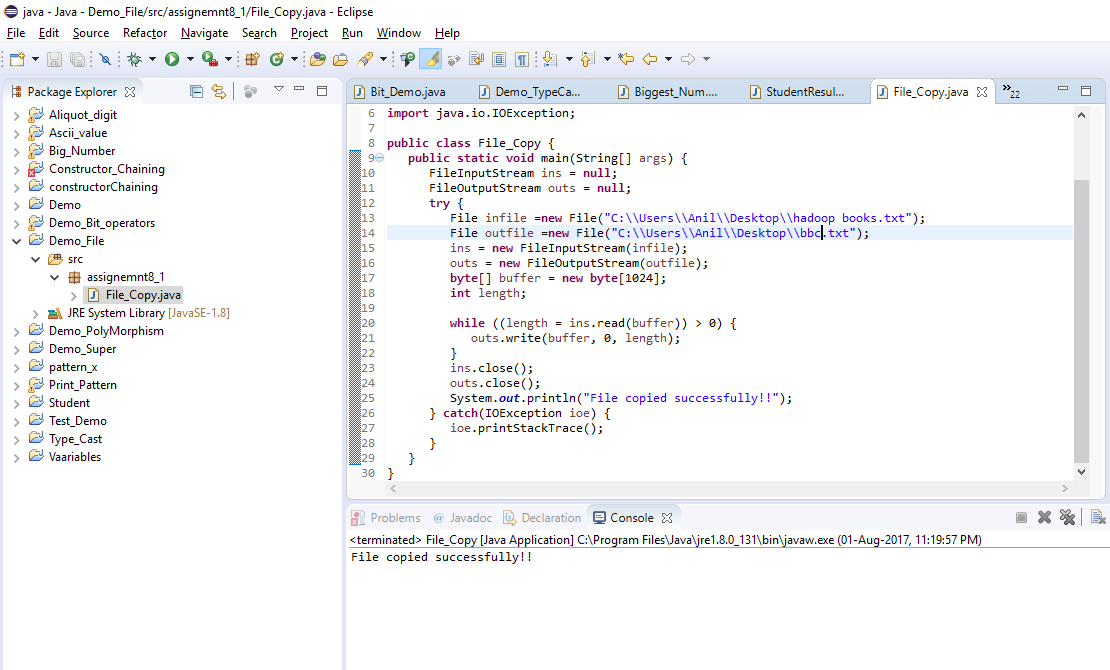 java - Java - Demo_File/src/assignemnt8_1/File_Copy.java - Eclipse
File Edit Source Refactor Navigate Search Project Run Window Help
Package Explorer
Aliquot_digit
Ascii_value
Big_Number
Constructor_Chaining
constructorChaining
Demo
Demo_Bit_operators
Demo_File
src
assignemnt8_1
File_Copy.java
JRE System Library [JavaSE-1.8]
Demo_PolyMorphism
Demo_Super
pattern_x
Print_Pattern
Student
Test_Demo
Type_Cast
Vaariables
Bit_Demo.java Demo_TypeCa... Biggest_Num.... StudentResul... File_Copy.java »22
6 import java.io.IOException;
7
8 public class File_Copy {
9 public static void main(String[] args) {
10 FileInputStream ins = null;
11 FileOutputStream outs = null;
12 try {
13 File infile =new File("C:\\Users\\Anil\\Desktop\\hadoop books.txt");
14 File outfile =new File("C:\\Users\\Anil\\Desktop\\bbc.txt");
15 ins = new FileInputStream(infile);
16 outs = new FileOutputStream(outfile);
17 byte[] buffer = new byte[1024];
18 int length;
19
20 while ((length = ins.read(buffer)) > 0) {
21 outs.write(buffer, 0, length);
22 }
23 ins.close();
24 outs.close();
25 System.out.println("File copied successfully!!");
26 } catch(IOException ioe) {
27 ioe.printStackTrace();
28 }
29 }
30 }
Problems @ Javadoc Declaration Console
<terminated> File_Copy [Java Application] C:\Program Files\Java\jre1.8.0_131\bin\javaw.exe (01-Aug-2017, 11:19:57 PM)
File copied successfully!!